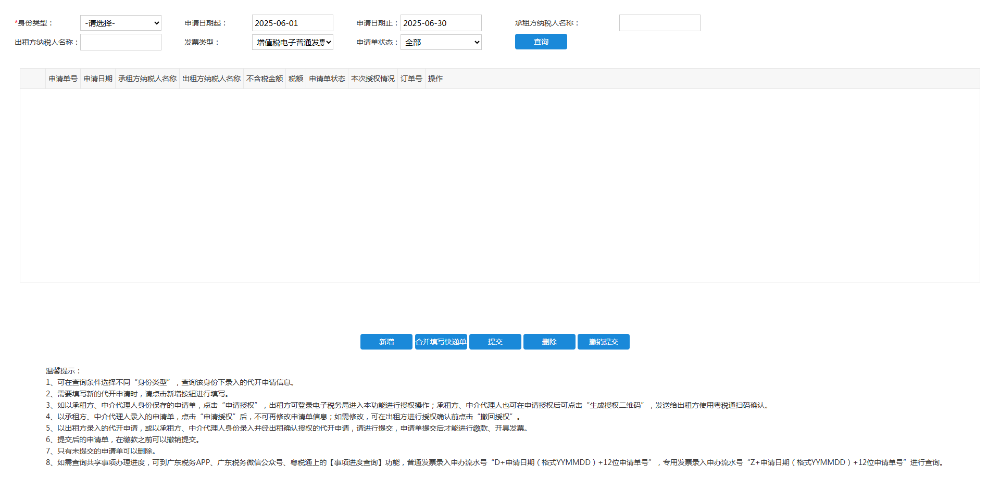 *身份类型： -请选择- 申请日期起： 2025-06-01 申请日期止： 2025-06-30 承租方纳税人名称：
出租方纳税人名称： 发票类型： 增值税电子普通发票 申请单状态： 全部 查询
申请单号 申请日期 承租方纳税人名称 出租方纳税人名称 不含税金额 税额 申请单状态 本次授权情况 订单号 操作
新增 合并填写快递单 提交 删除 撤销提交
温馨提示：
1、可在查询条件选择不同“身份类型”，查询该身份下录入的代开申请信息。
2、需要填写新的代开申请时，请点击新增按钮进行填写。
3、如以承租方、中介代理人身份保存的申请单，点击“申请授权”，出租方可登录电子税务局进入本功能进行授权操作；承租方、中介代理人也可在申请授权后可点击“生成授权二维码”，发送给出租方使用粤税通扫码确认。
4、以承租方、中介代理人录入的申请单，点击“申请授权”后，不可再修改申请单信息；如需修改，可在出租方进行授权确认前点击“撤回授权”。
5、以出租方录入的代开申请，或以承租方、中介代理人身份录入并经出租确认授权的代开申请，请进行提交，申请单提交后才能进行缴款、开具发票。
6、提交后的申请单，在缴款之前可以撤销提交。
7、只有未提交的申请单可以删除。
8、如需查询共享事项办理进度，可到广东税务APP、广东税务微信公众号、粤税通上的【事项进度查询】功能，普通发票录入申办流水号“D+申请日期（格式YYMMDD）+12位申请单号”，专用发票录入申办流水号“Z+申请日期（格式YYMMDD）+12位申请单号”进行查询。